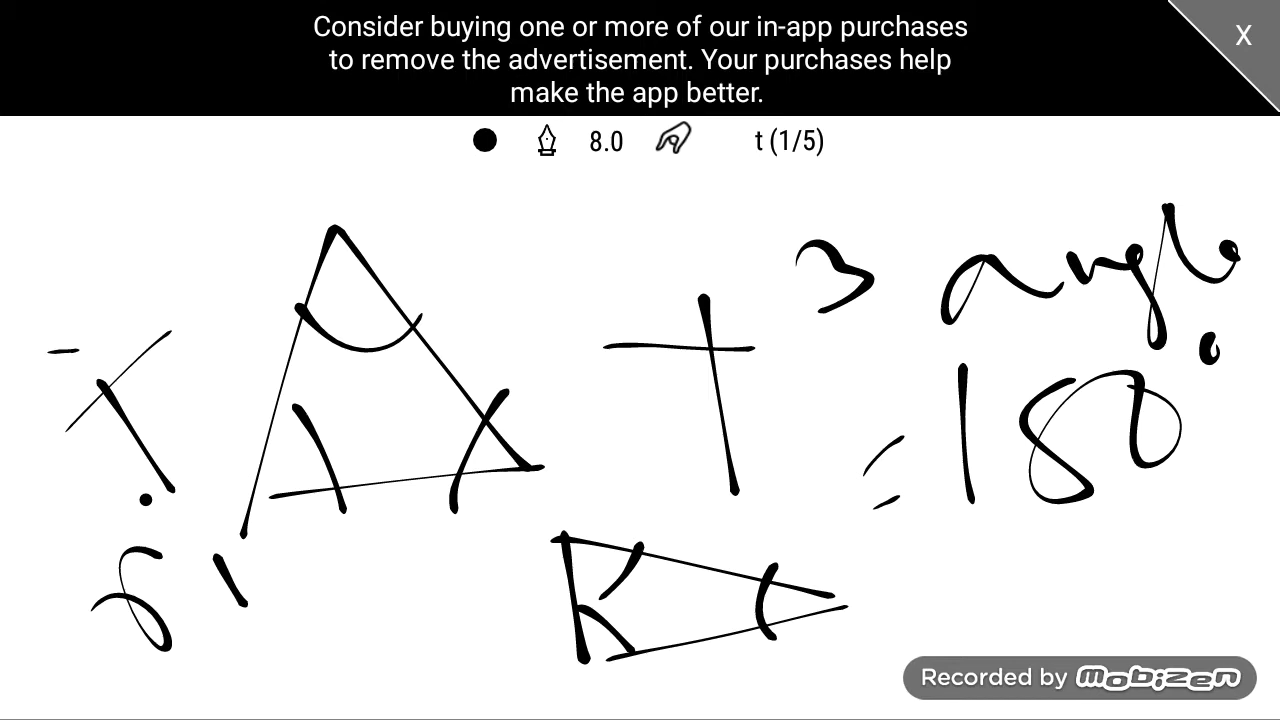 Consider buying one or more of our in-app purchases
to remove the advertisement. Your purchases help
make the app better.
X
8.0
t (1/5)
3 angle
= 180°
Recorded by mobizen